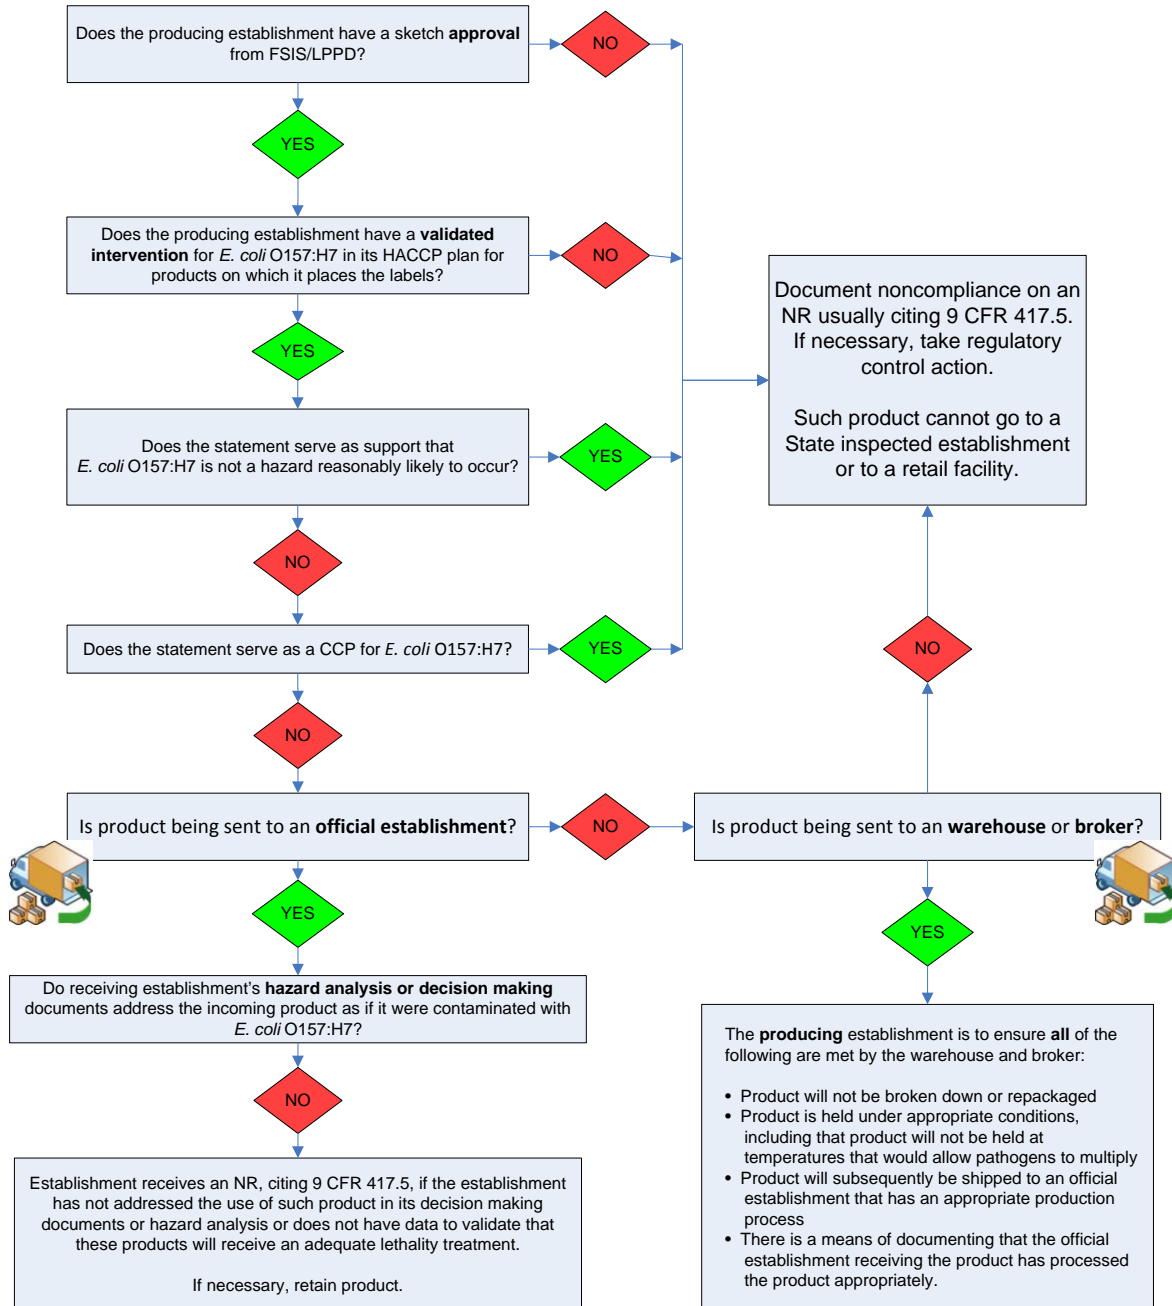 Does the producing establishment have a sketch approval
from FSIS/LPPD?
NO
YES
Does the producing establishment have a validated
intervention for E. coli O157:H7 in its HACCP plan for
products on which it places the labels?
NO
YES
Document noncompliance on an
NR usually citing 9 CFR 417.5.
If necessary, take regulatory
control action.
Such product cannot go to a
State inspected establishment
or to a retail facility.
Does the statement serve as support that
E. coli O157:H7 is not a hazard reasonably likely to occur?
YES
NO
Does the statement serve as a CCP for E. coli O157:H7?
YES
NO
NO
Is product being sent to an official establishment?
NO
Is product being sent to an warehouse or broker?
YES
YES
Do receiving establishment's hazard analysis or decision making
documents address the incoming product as if it were contaminated with
E. coli O157:H7?
NO
Establishment receives an NR, citing 9 CFR 417.5, if the establishment
has not addressed the use of such product in its decision making
documents or hazard analysis or does not have data to validate that
these products will receive an adequate lethality treatment.
If necessary, retain product.
The producing establishment is to ensure all of the
following are met by the warehouse and broker:
• Product will not be broken down or repackaged
• Product is held under appropriate conditions,
including that product will not be held at
temperatures that would allow pathogens to multiply
• Product will subsequently be shipped to an official
establishment that has an appropriate production
process
• There is a means of documenting that the official
establishment receiving the product has processed
the product appropriately.